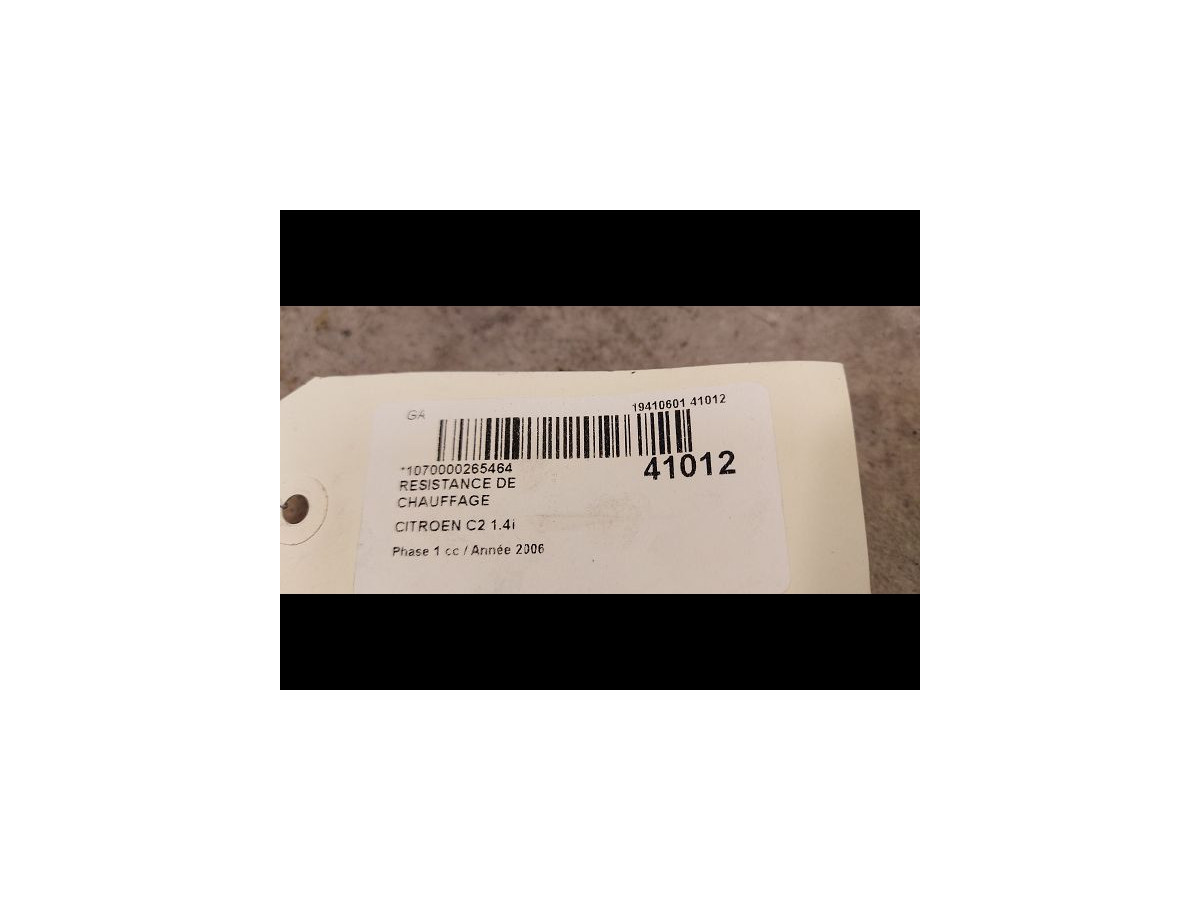 GA
19410601 41012
*1070000265464
41012
RESISTANCE DE
CHAUFFAGE
CITROEN C2 1.4i
Phase 1 cc / Année 2006